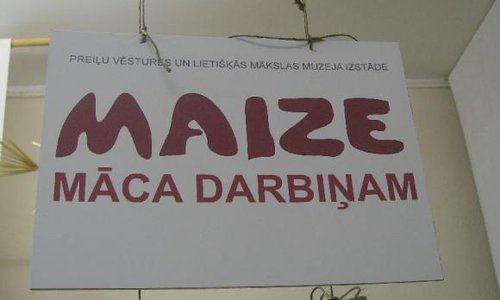 PREIĻU VĒSTURES UN LIETIŠĶĀS MĀKSLAS MUZEJA IZSTĀDE
MAIZE
MĀCA DARBIŅAM